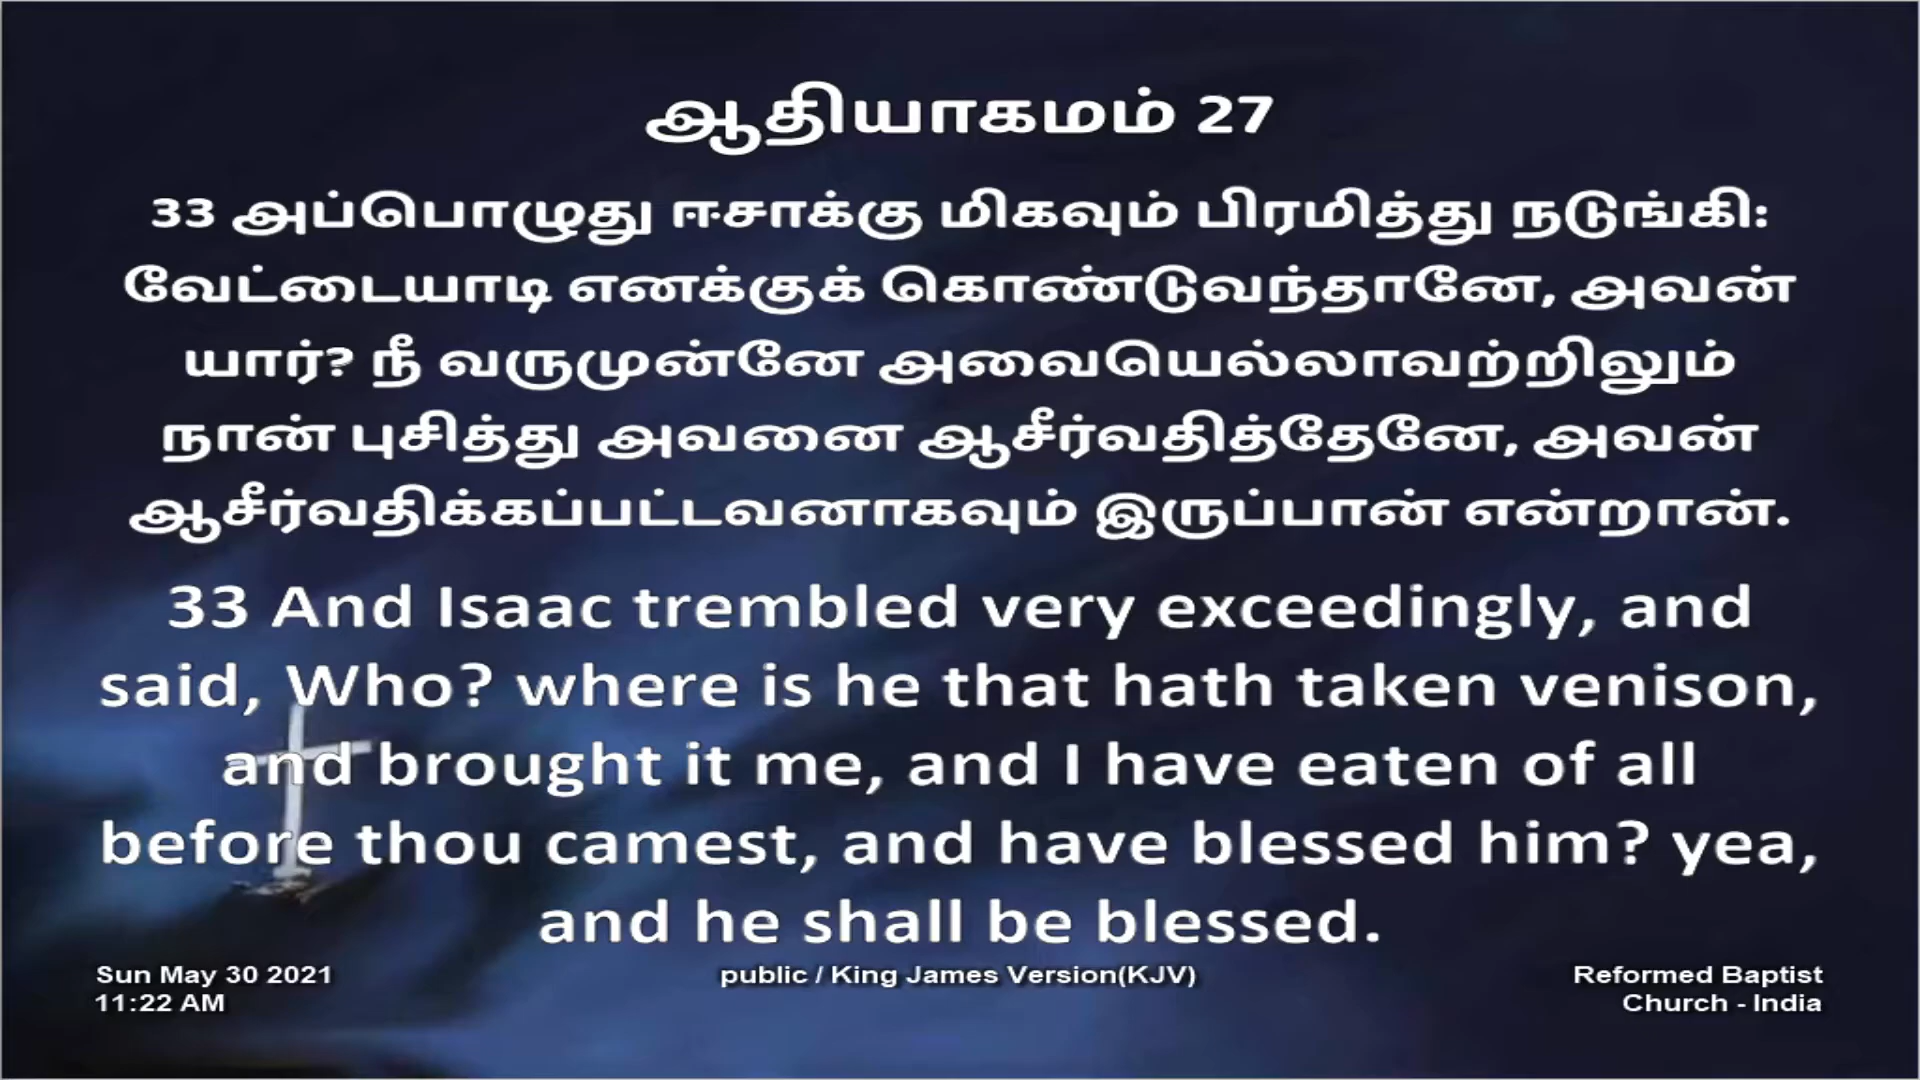 ஆதியாகமம் 27
33 அப்பொழுது ஈசாக்கு மிகவும் பிரமித்து நடுங்கி:
வேட்டையாடி எனக்குக் கொண்டுவந்தானே, அவன்
யார்? நீ வருமுன்னே அவையெல்லாவற்றிலும்
நான் புசித்து அவனை ஆசீர்வதித்தேனே, அவன்
ஆசீர்வதிக்கப்பட்டவனாகவும் இருப்பான் என்றான்.
33 And Isaac trembled very exceedingly, and
said, Who? where is he that hath taken venison,
and brought it me, and I have eaten of all
before thou camest, and have blessed him? yea,
and he shall be blessed.
Sun May 30 2021
11:22 AM
public / King James Version(KJV)
Reformed Baptist
Church - India